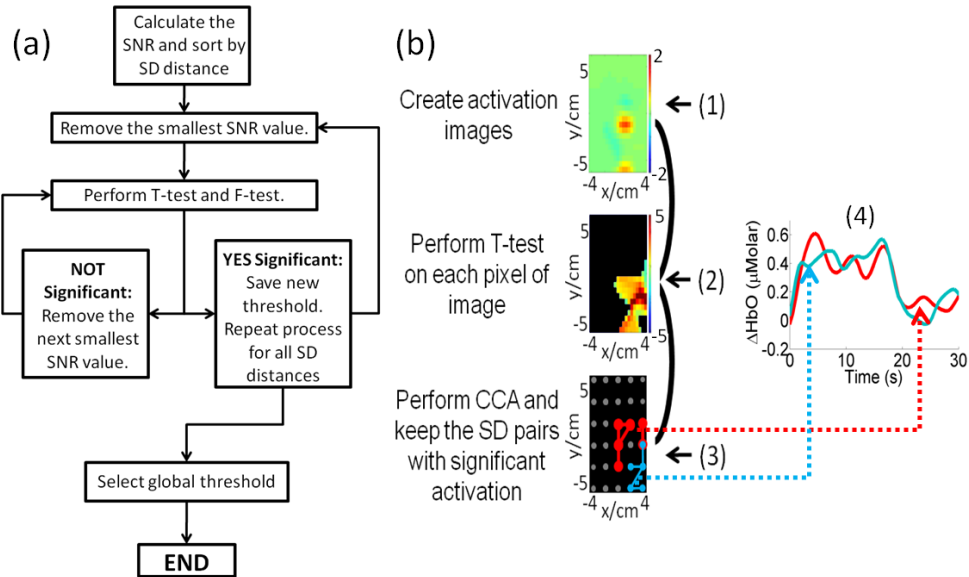 (a)
Calculate the
SNR and sort by
SD distance
Remove the smallest SNR value.
Perform T-test and F-test.
NOT
Significant:
Remove the
next smallest
SNR value.
YES Significant:
Save new
threshold.
Repeat process
for all SD
distances
Select global threshold
END
(b)
Create activation
images
y/cm
5
-5
-4 4
x/cm
2
-2
(1)
Perform T-test
on each pixel of
image
y/cm
5
-5
-4 4
x/cm
5
-5
(2)
Perform CCA and
keep the SD pairs
with significant
activation
y/cm
5
-5
-4 4
x/cm
(3)
(4)
ΔHbO (µMolar)
0.6
0.4
0.2
0
-0.2
0 10 20 30
Time (s)